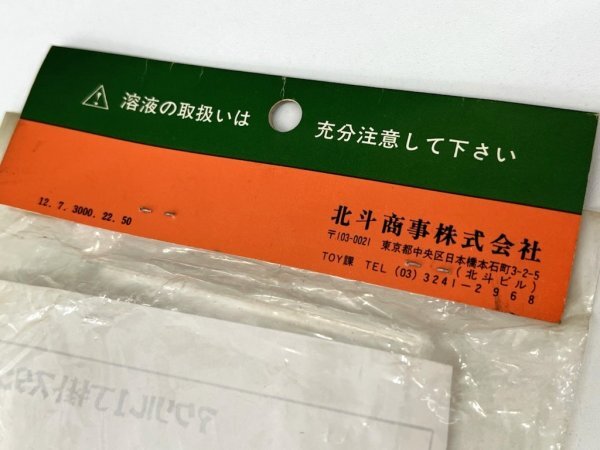 溶液の取扱いは 充分注意して下さい
12. 7. 3000. 22. 50
北斗商事株式会社
〒103-0021 東京都中央区日本橋本石町3-2-5
(北斗ビル)
TOY課 TEL (03) 3241-2968